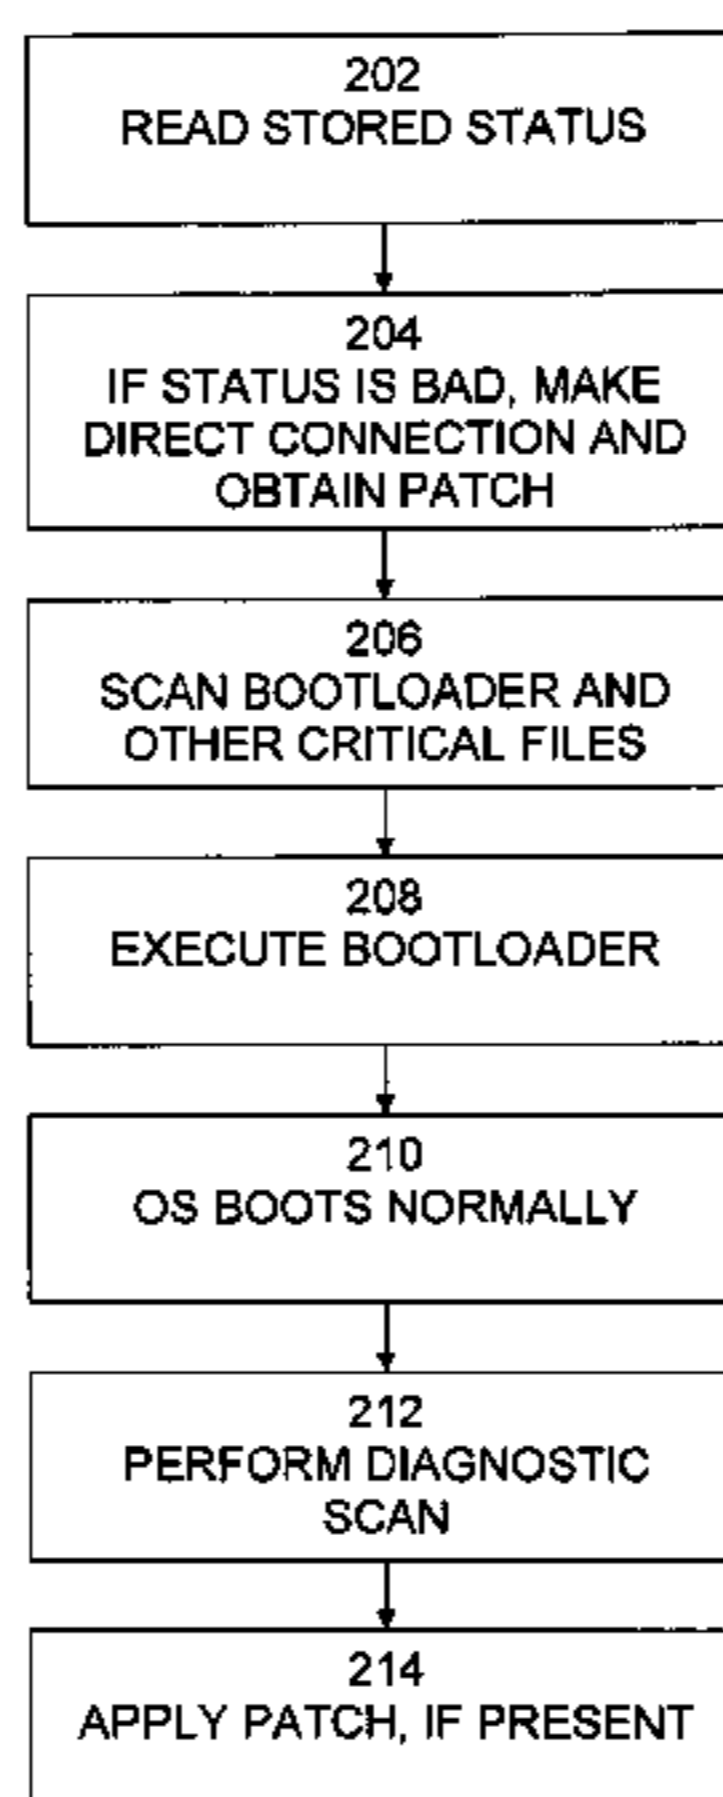 202
READ STORED STATUS
204
IF STATUS IS BAD, MAKE
DIRECT CONNECTION AND
OBTAIN PATCH
206
SCAN BOOTLOADER AND
OTHER CRITICAL FILES
208
EXECUTE BOOTLOADER
210
OS BOOTS NORMALLY
212
PERFORM DIAGNOSTIC
SCAN
214
APPLY PATCH, IF PRESENT